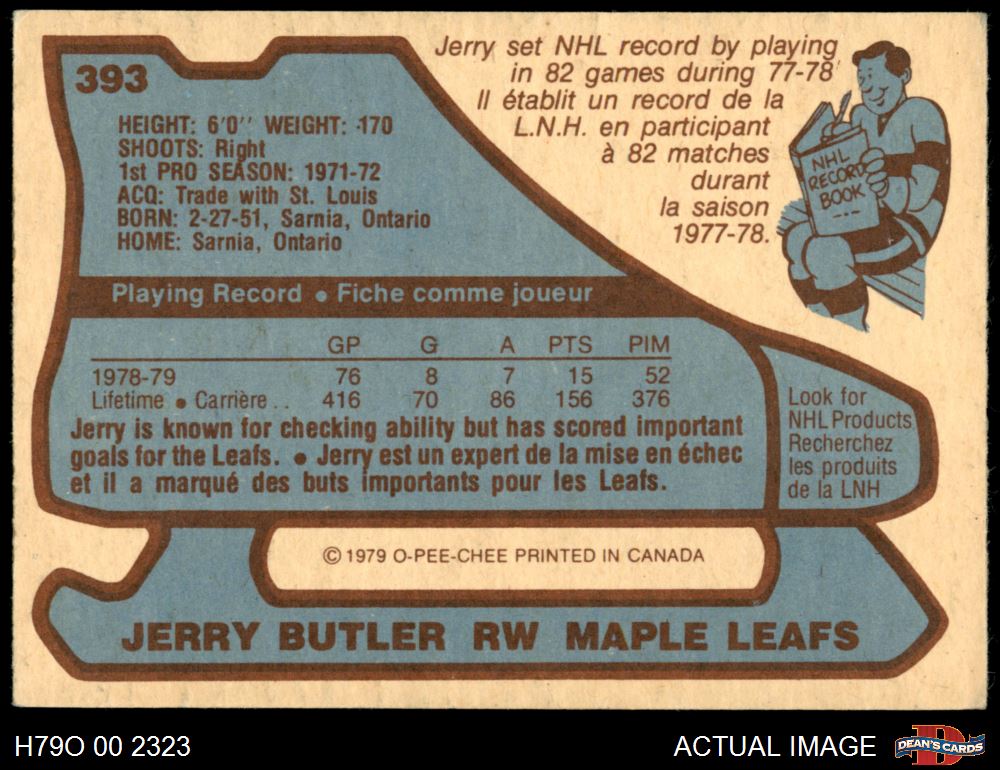 393
HEIGHT: 6'0'' WEIGHT: 170
SHOOTS: Right
1st PRO SEASON: 1971-72
ACQ: Trade with St. Louis
BORN: 2-27-51, Sarnia, Ontario
HOME: Sarnia, Ontario
Jerry set NHL record by playing
in 82 games during 77-78
Il établit un record de la
L.N.H. en participant
à 82 matches
durant
la saison
1977-78.
NHL
RECORD
BOOK
Playing Record • Fiche comme joueur
GP G A PTS PIM
1978-79 76 8 7 15 52
Lifetime • Carrière . . 416 70 86 156 376
Jerry is known for checking ability but has scored important
goals for the Leafs. • Jerry est un expert de la mise en échec
et il a marqué des buts importants pour les Leafs.
Look for
NHL Products
Recherchez
les produits
de la LNH
© 1979 O-PEE-CHEE PRINTED IN CANADA
JERRY BUTLER RW MAPLE LEAFS
H79O 00 2323
ACTUAL IMAGE
D
DEAN'S CARDS